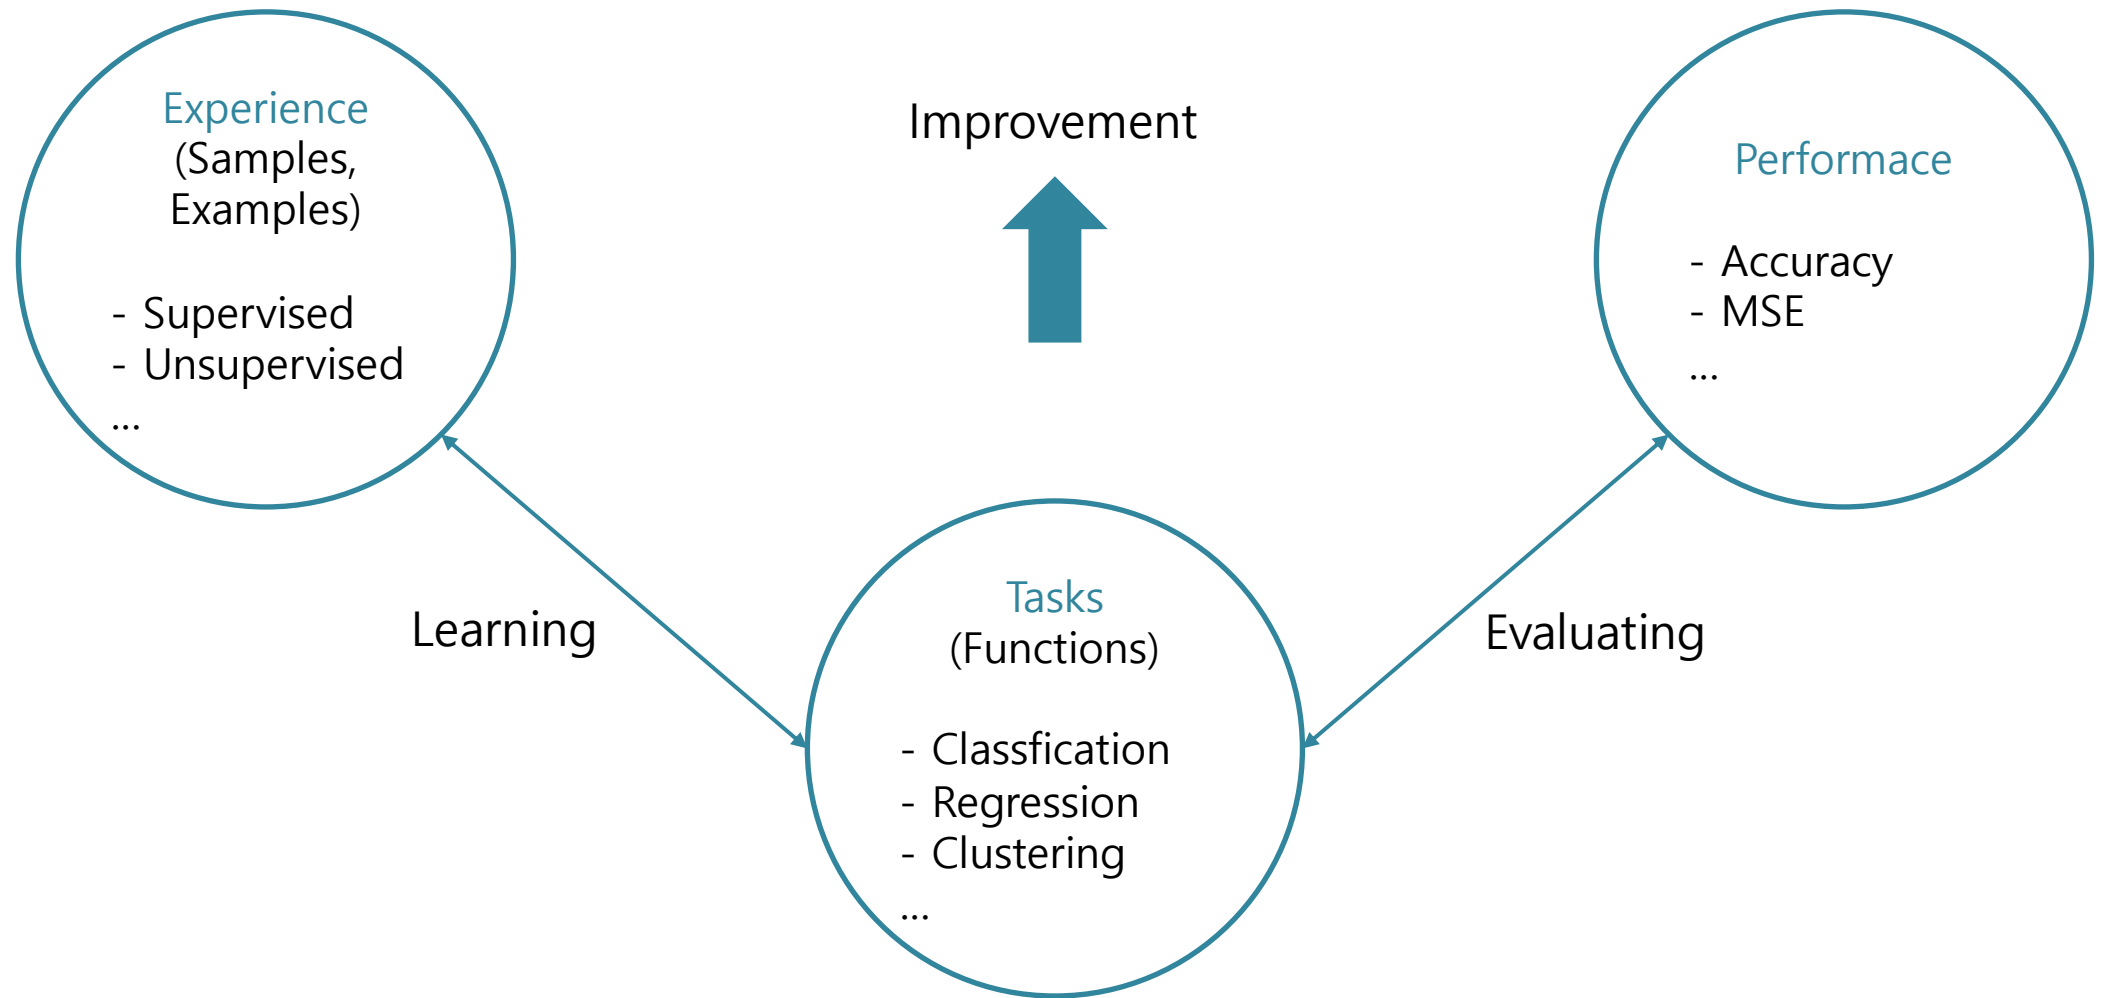 Experience
(Samples,
Examples)
- Supervised
- Unsupervised
...
Improvement
Performace
- Accuracy
- MSE
...
Learning
Tasks
(Functions)
- Classfication
- Regression
- Clustering
...
Evaluating